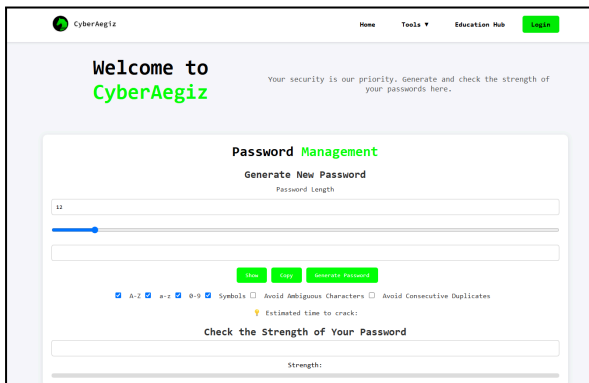 CyberAegiz
Home Tools ▼ Education Hub Login
Welcome to
CyberAegiz
Your security is our priority. Generate and check the strength of
your passwords here.
Password Management
Generate New Password
Password Length
12
Show Copy Generate Password
A-Z a-z 0-9 Symbols Avoid Ambiguous Characters Avoid Consecutive Duplicates
💡 Estimated time to crack:
Check the Strength of Your Password
Strength: